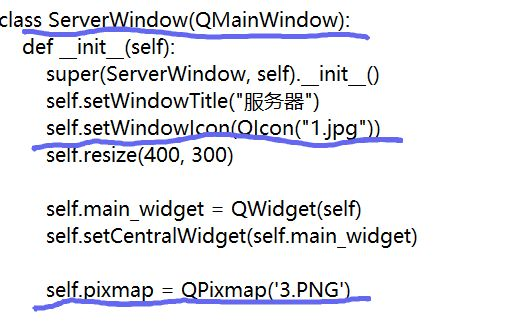 class ServerWindow(QMainWindow):
def __init__(self):
super(ServerWindow, self).__init__()
self.setWindowTitle("服务器")
self.setWindowIcon(QIcon("1.jpg"))
self.resize(400, 300)
self.main_widget = QWidget(self)
self.setCentralWidget(self.main_widget)
self.pixmap = QPixmap('3.PNG')